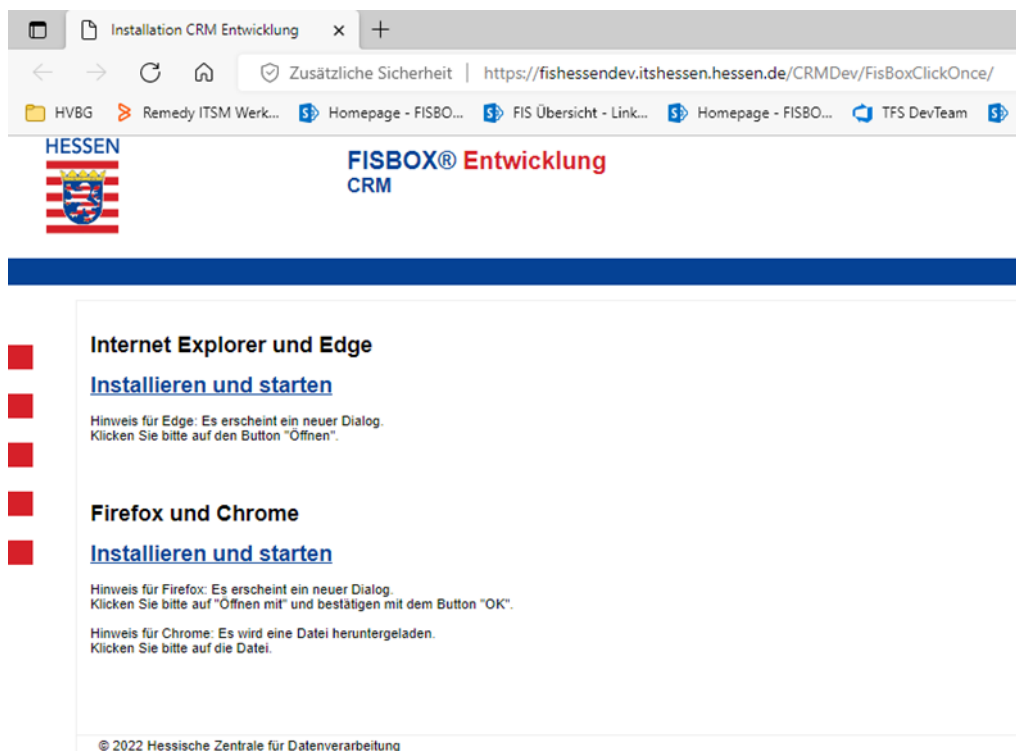 Installation CRM Entwicklung
Zusätzliche Sicherheit | https://fishessendev.itshessen.hessen.de/CRMDev/FisBoxClickOnce/
HVBG Remedy ITSM Werk... Homepage - FISBO... FIS Übersicht - Link... Homepage - FISBO... TFS DevTeam
HESSEN
FISBOX® Entwicklung
CRM
Internet Explorer und Edge
Installieren und starten
Hinweis für Edge: Es erscheint ein neuer Dialog.
Klicken Sie bitte auf den Button "Öffnen".
Firefox und Chrome
Installieren und starten
Hinweis für Firefox: Es erscheint ein neuer Dialog.
Klicken Sie bitte auf "Öffnen mit" und bestätigen mit dem Button "OK".
Hinweis für Chrome: Es wird eine Datei heruntergeladen.
Klicken Sie bitte auf die Datei.
© 2022 Hessische Zentrale für Datenverarbeitung